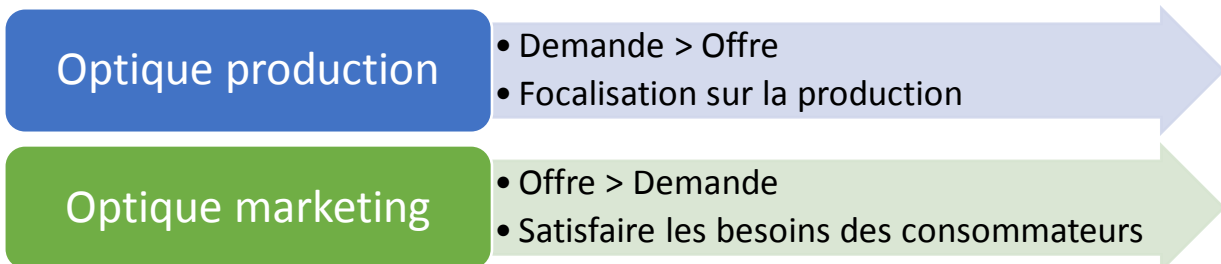 Optique production
• Demande > Offre
• Focalisation sur la production
Optique marketing
• Offre > Demande
• Satisfaire les besoins des consommateurs